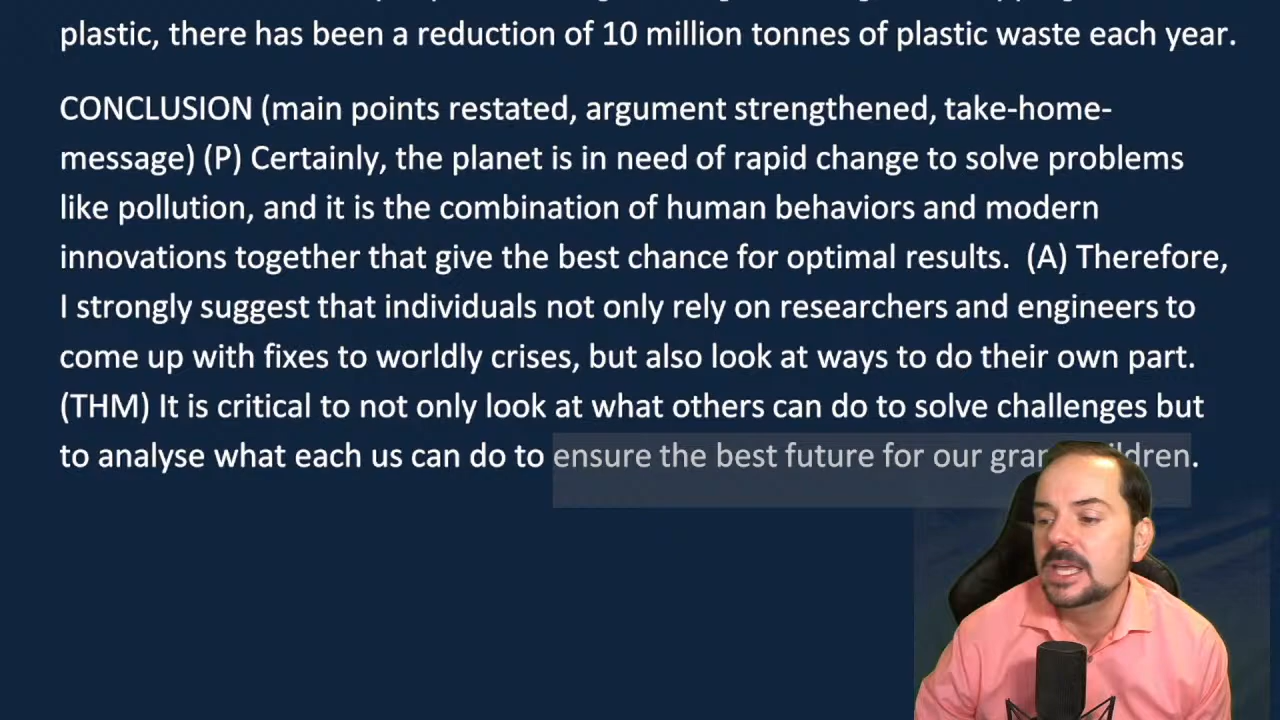 plastic, there has been a reduction of 10 million tonnes of plastic waste each year.
CONCLUSION (main points restated, argument strengthened, take-home-
message) (P) Certainly, the planet is in need of rapid change to solve problems
like pollution, and it is the combination of human behaviors and modern
innovations together that give the best chance for optimal results.  (A) Therefore,
I strongly suggest that individuals not only rely on researchers and engineers to
come up with fixes to worldly crises, but also look at ways to do their own part.
(THM) It is critical to not only look at what others can do to solve challenges but
to analyse what each us can do to ensure the best future for our